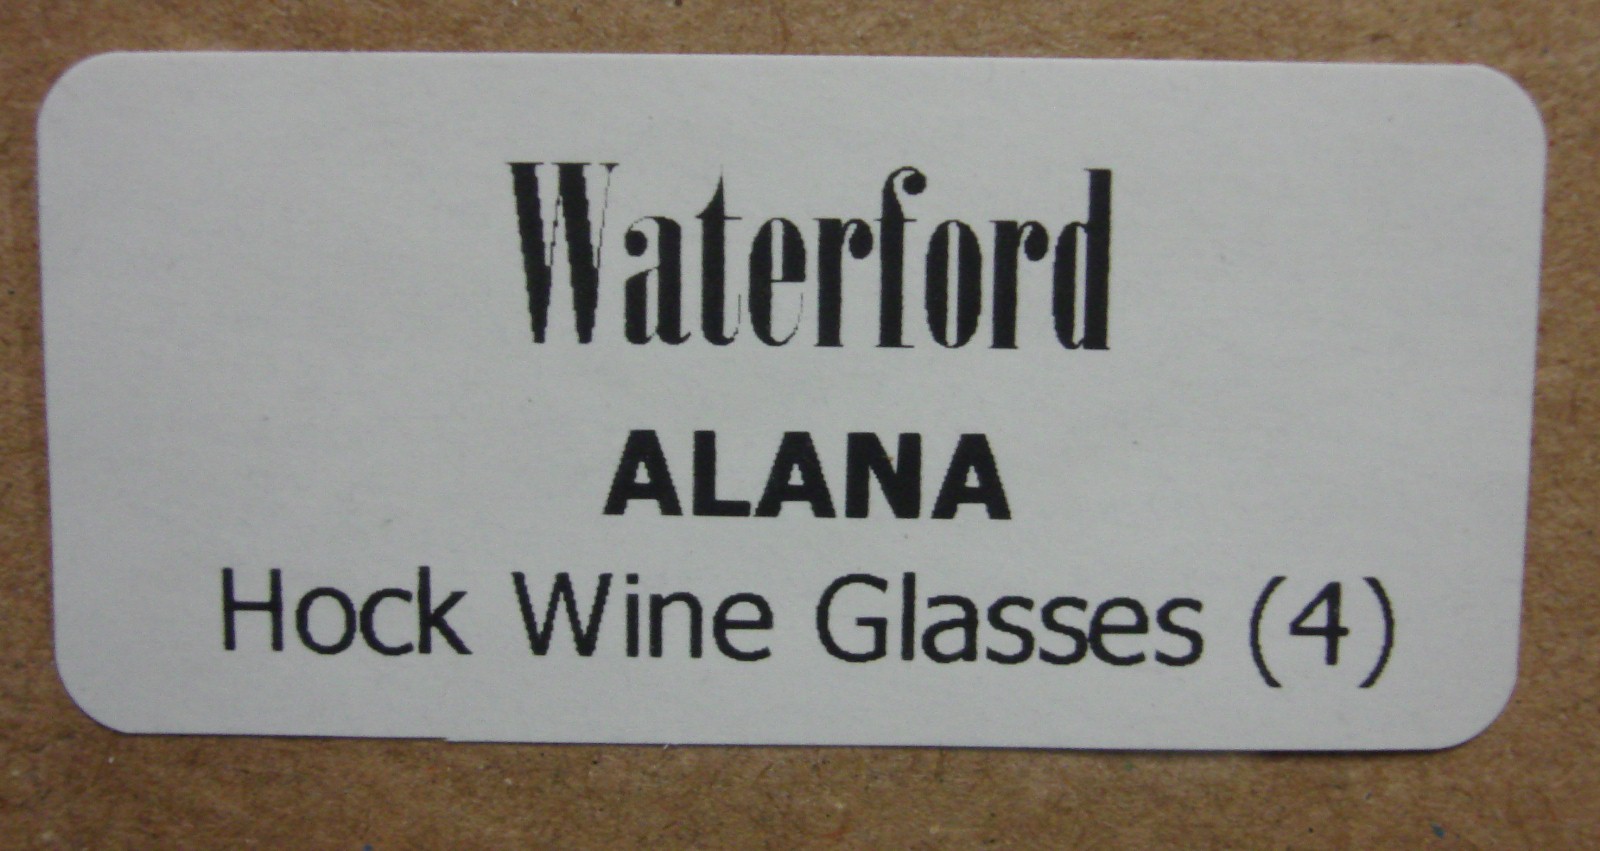 Waterford
ALANA
Hock Wine Glasses (4)